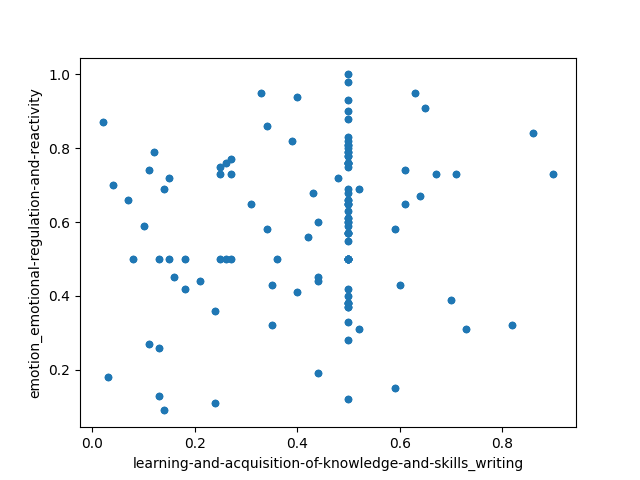 1.0
0.8
0.6
0.4
0.2
emotion_emotional-regulation-and-reactivity
0.0 0.2 0.4 0.6 0.8
learning-and-acquisition-of-knowledge-and-skills_writing